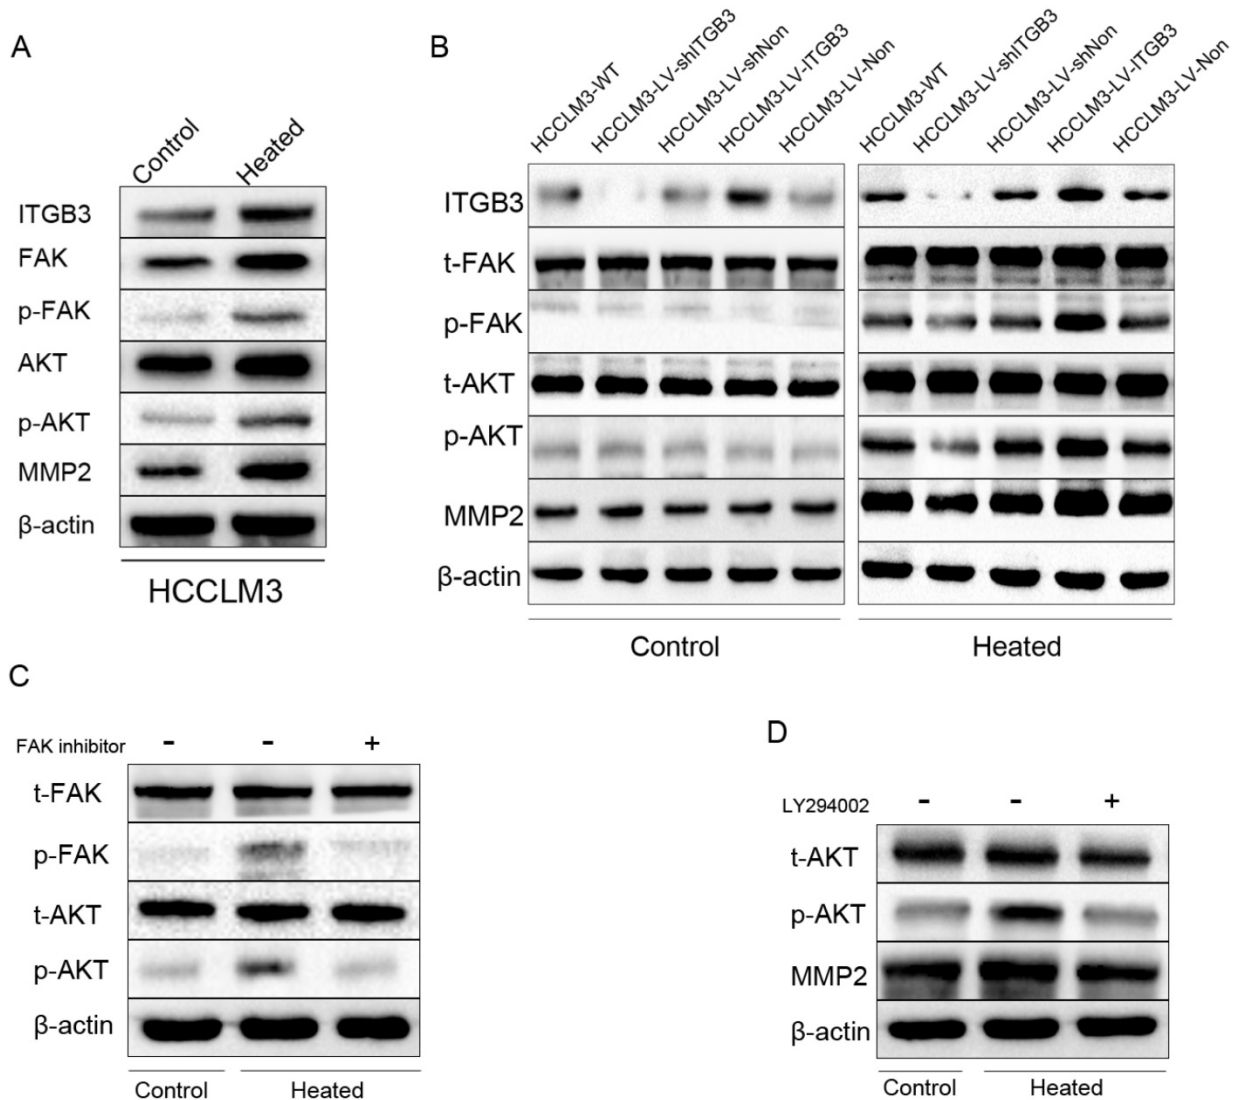 A
Control
Heated
ITGB3
FAK
p-FAK
AKT
p-AKT
MMP2
β-actin
HCCLM3
B
HCCLM3-WT
HCCLM3-LV-shITGB3
HCCLM3-LV-shNon
HCCLM3-LV-ITGB3
HCCLM3-LV-Non
HCCLM3-WT
HCCLM3-LV-shITGB3
HCCLM3-LV-shNon
HCCLM3-LV-ITGB3
HCCLM3-LV-Non
ITGB3
t-FAK
p-FAK
t-AKT
p-AKT
MMP2
β-actin
Control Heated
C
FAK inhibitor - - +
t-FAK
p-FAK
t-AKT
p-AKT
β-actin
Control Heated
D
LY294002 - - +
t-AKT
p-AKT
MMP2
β-actin
Control Heated